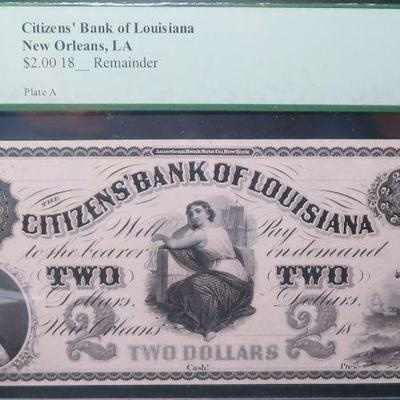 Citizens' Bank of Louisiana
New Orleans, LA
$2.00 18__ Remainder
Plate A
American Bank Note Co. New York.
THE
CITIZENS' BANK OF LOUISIANA
Will Pay
to the bearer on demand
TWO TWO
Dollars, Dollars.
New Orleans 18
2 2
TWO DOLLARS
Cash! Pres